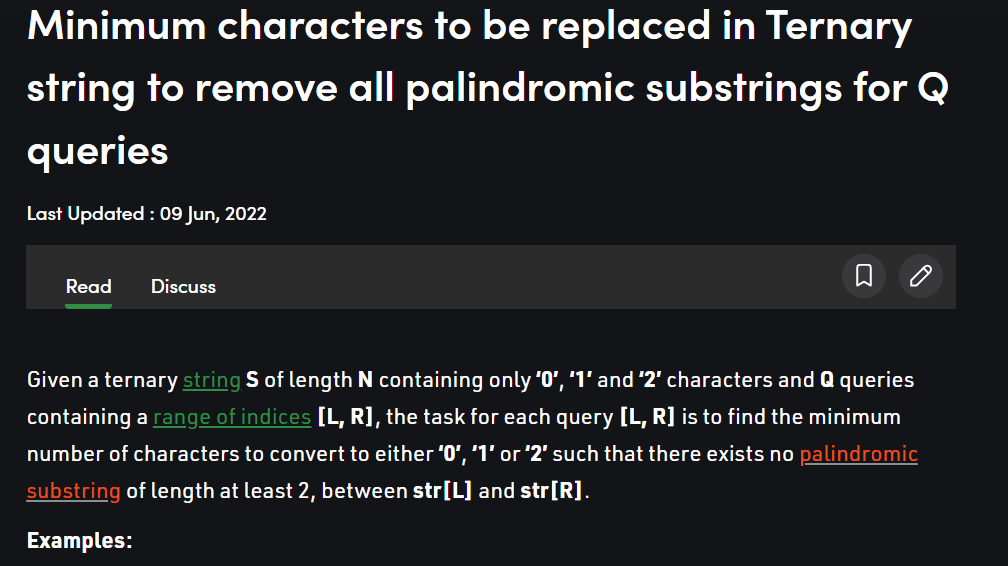 Minimum characters to be replaced in Ternary
string to remove all palindromic substrings for Q
queries
Last Updated : 09 Jun, 2022
Read Discuss
Given a ternary string S of length N containing only ‘0’, ‘1’ and ‘2’ characters and Q queries
containing a range of indices [L, R], the task for each query [L, R] is to find the minimum
number of characters to convert to either ‘0’, ‘1’ or ‘2’ such that there exists no palindromic
substring of length at least 2, between str[L] and str[R].
Examples: